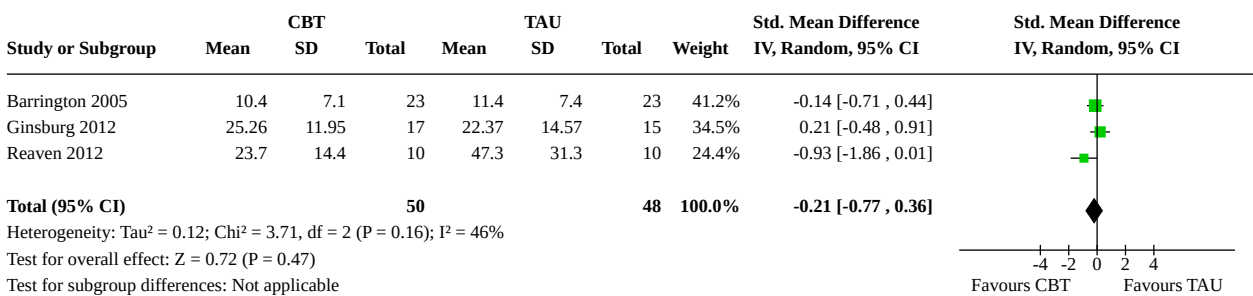 CBT TAU Std. Mean Difference Std. Mean Difference
Study or Subgroup Mean SD Total Mean SD Total Weight IV, Random, 95% CI IV, Random, 95% CI
Barrington 2005 10.4 7.1 23 11.4 7.4 23 41.2% -0.14 [-0.71 , 0.44]
Ginsburg 2012 25.26 11.95 17 22.37 14.57 15 34.5% 0.21 [-0.48 , 0.91]
Reaven 2012 23.7 14.4 10 47.3 31.3 10 24.4% -0.93 [-1.86 , 0.01]
Total (95% CI) 50 48 100.0% -0.21 [-0.77 , 0.36]
Heterogeneity: Tau² = 0.12; Chi² = 3.71, df = 2 (P = 0.16); I² = 46%
Test for overall effect: Z = 0.72 (P = 0.47) -4 -2 0 2 4
Test for subgroup differences: Not applicable Favours CBT Favours TAU